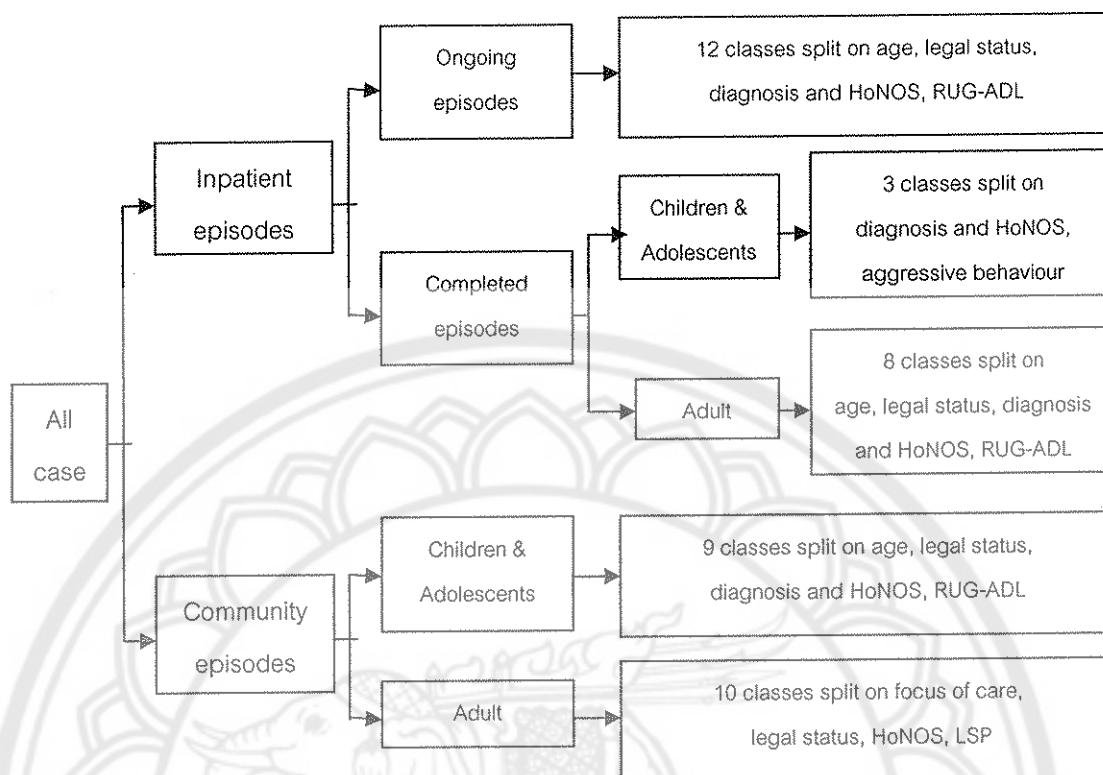 All
case
Inpatient
episodes
Ongoing
episodes
12 classes split on age, legal status,
diagnosis and HoNOS, RUG-ADL
Completed
episodes
Children &
Adolescents
3 classes split on
diagnosis and HoNOS,
aggressive behaviour
Adult
8 classes split on
age, legal status, diagnosis
and HoNOS, RUG-ADL
Community
episodes
Children &
Adolescents
9 classes split on age, legal status,
diagnosis and HoNOS, RUG-ADL
Adult
10 classes split on focus of care,
legal status, HoNOS, LSP